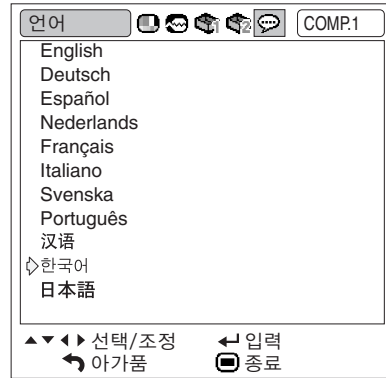 언어 COMP.1
English
Deutsch
Español
Nederlands
Français
Italiano
Svenska
Português
汉语
한국어
日本語
선택/조정 입력
아가품 종료